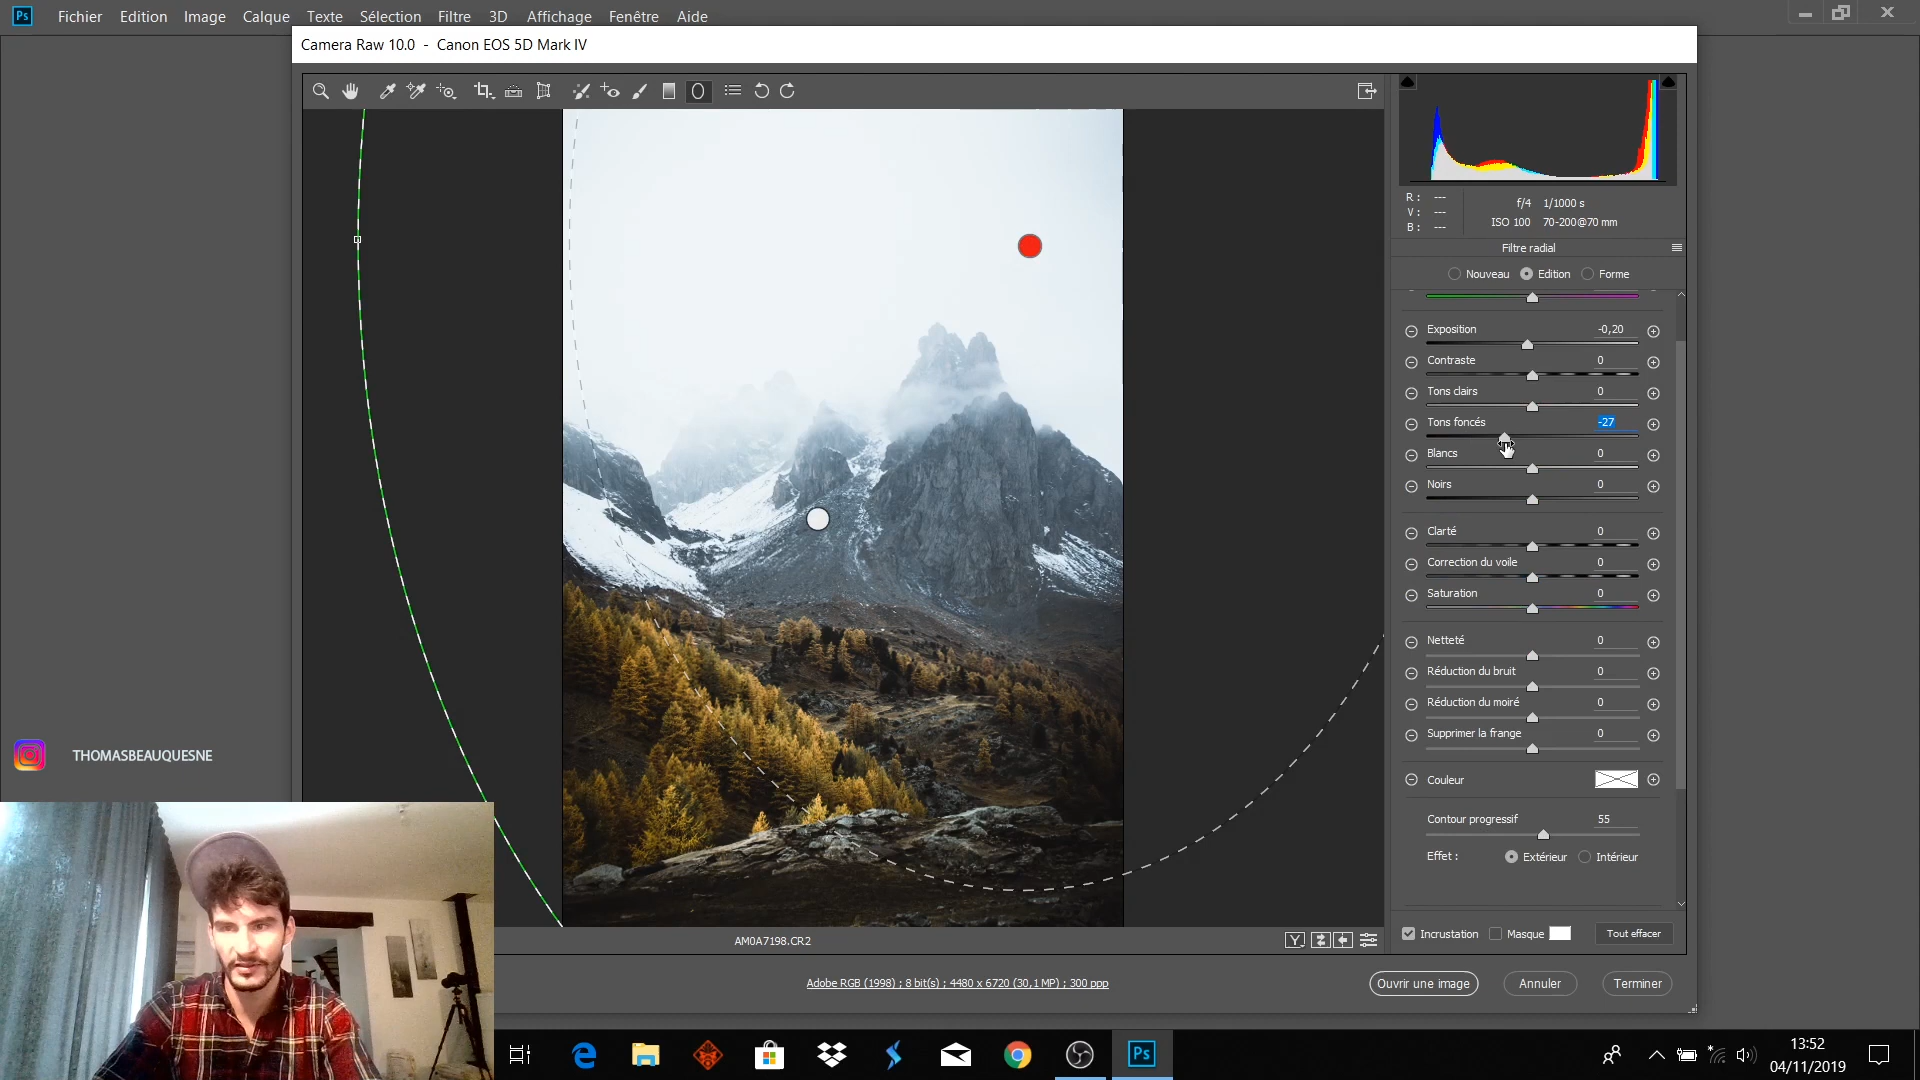 Ps Fichier Edition Image Calque Texte Sélection Filtre 3D Affichage Fenêtre Aide
Camera Raw 10.0 - Canon EOS 5D Mark IV
R : ---
V : ---
B : ---
f/4 1/1000 s
ISO 100 70-200@70 mm
Filtre radial
Nouveau Edition Forme
Exposition -0,20
Contraste 0
Tons clairs 0
Tons foncés -27
Blancs 0
Noirs 0
Clarté 0
Correction du voile 0
Saturation 0
Netteté 0
Réduction du bruit 0
Réduction du moiré 0
Supprimer la frange 0
Couleur
Contour progressif 55
Effet : Extérieur Intérieur
THOMASBEAUQUESNE
AM0A7198.CR2
Y
Incrustation Masque Tout effacer
Adobe RGB (1998) ; 8 bit(s) ; 4480 x 6720 (30,1 MP) ; 300 ppp
Ouvrir une image Annuler Terminer
Ps
13:52
04/11/2019